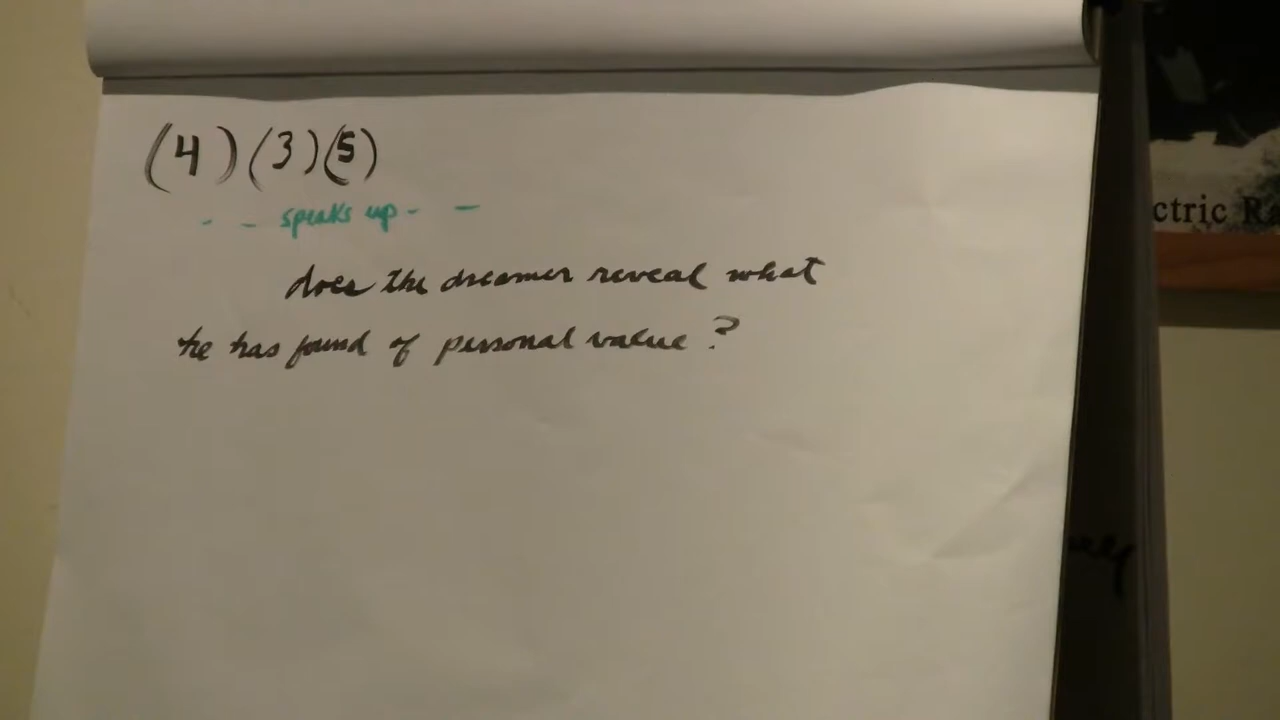 (4)(3)(5)
- - speaks up - -
does the dreamer reveal what
he has found of personal value?
ctric R